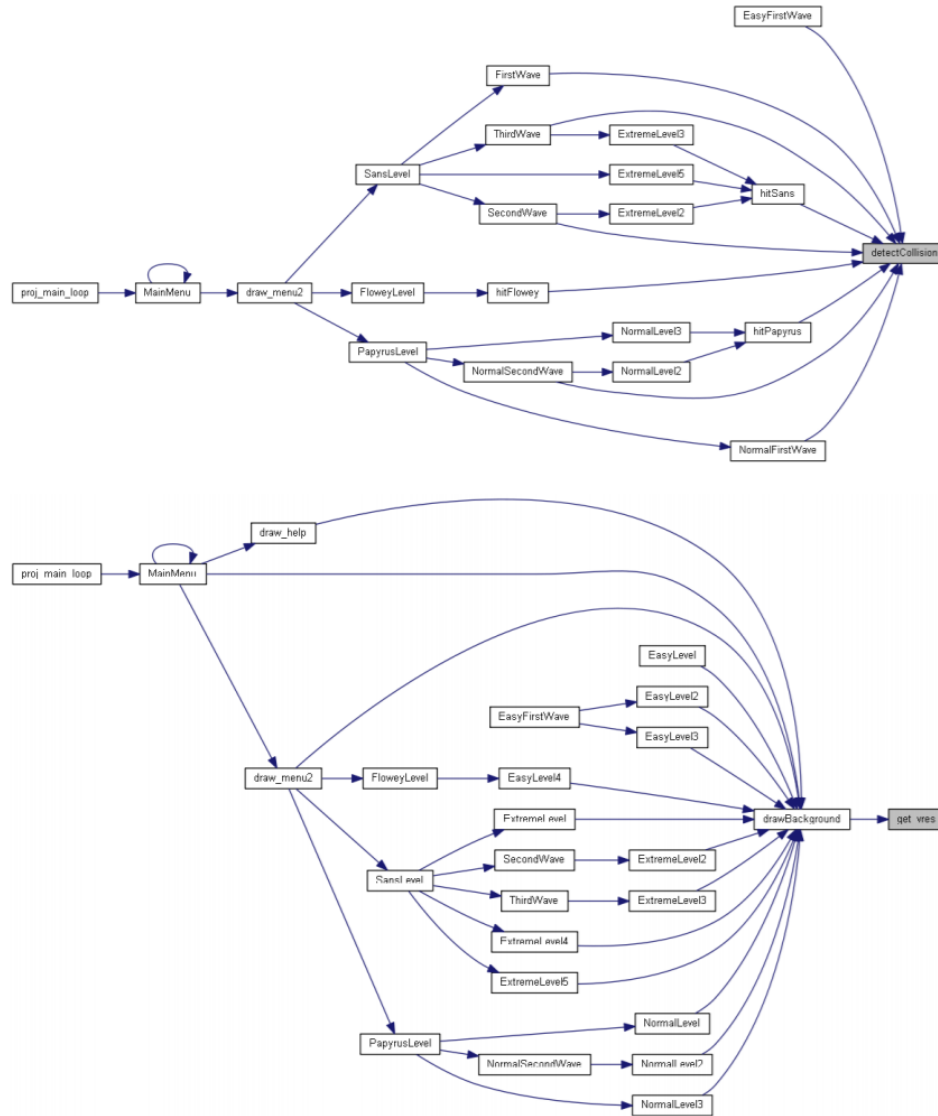 EasyFirstWave
FirstWave
ThirdWave
ExtremeLevel3
SansLevel
ExtremeLevel5
hitSans
SecondWave
ExtremeLevel2
detectCollision
proj_main_loop
MainMenu
draw_menu2
FloweyLevel
hitFlowey
NormalLevel3
hitPapyrus
PapyrusLevel
NormalSecondWave
NormalLevel2
NormalFirstWave
draw_help
proj_main_loop
MainMenu
EasyLevel
EasyLevel2
EasyFirstWave
EasyLevel3
draw_menu2
FloweyLevel
EasyLevel4
ExtremeLevel
drawBackground
get_vres
SecondWave
ExtremeLevel2
SansLevel
ThirdWave
ExtremeLevel3
ExtremeLevel4
ExtremeLevel5
NormalLevel
PapyrusLevel
NormalSecondWave
NormalLevel2
NormalLevel3